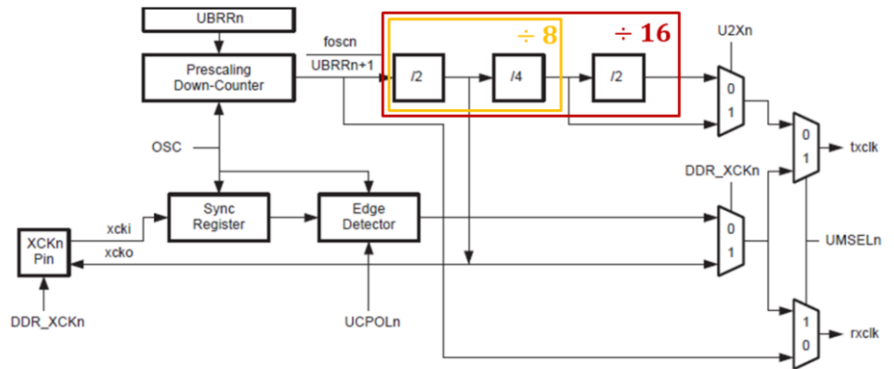 UBRRn
÷ 8
÷ 16
U2Xn
foscn
Prescaling
Down-Counter
UBRRn+1
/2
/4
/2
0
1
OSC
0
1
txclk
DDR_XCKn
Sync
Register
Edge
Detector
xcki
XCKn
Pin
xcko
0
1
UMSELn
DDR_XCKn
UCPOLn
1
0
rxclk